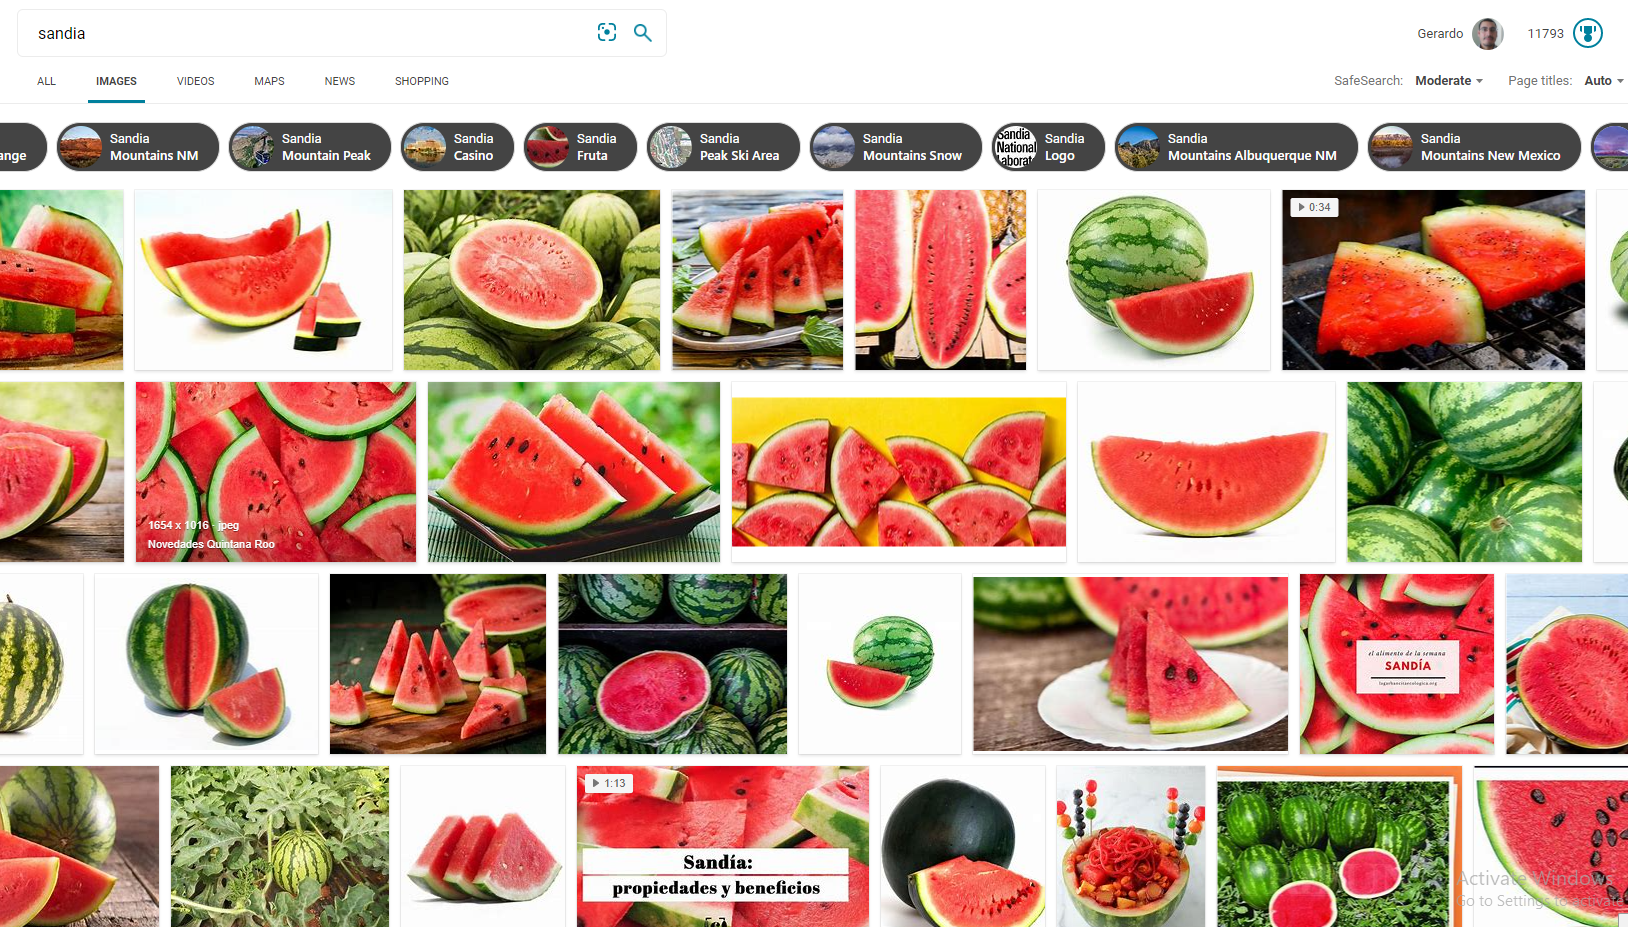 sandia
Gerardo
11793
ALL
IMAGES
VIDEOS
MAPS
NEWS
SHOPPING
SafeSearch: Moderate
Page titles: Auto
ange
Sandia
Mountains NM
Sandia
Mountain Peak
Sandia
Casino
Sandia
Fruta
Sandia
Peak Ski Area
Sandia
Mountains Snow
Sandia
National
Laborat
Sandia
Logo
Sandia
Mountains Albuquerque NM
Sandia
Mountains New Mexico
0:34
1654 x 1016 - jpeg
Novedades Quintana Roo
el alimento de la semana
SANDÍA
1:13
Sandía:
propiedades y beneficios
Activate Windows
Go to Settings to activate